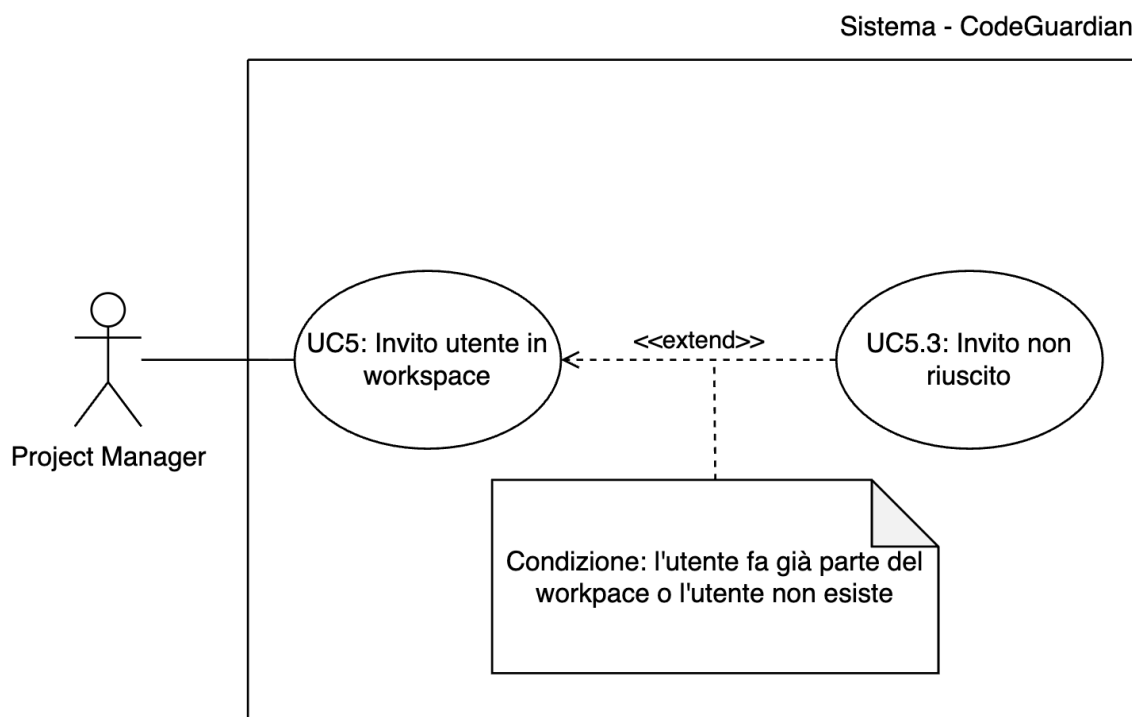 Sistema - CodeGuardian
UC5: Invito utente in
workspace
<<extend>>
UC5.3: Invito non
riuscito
Project Manager
Condizione: l'utente fa già parte del
workpace o l'utente non esiste